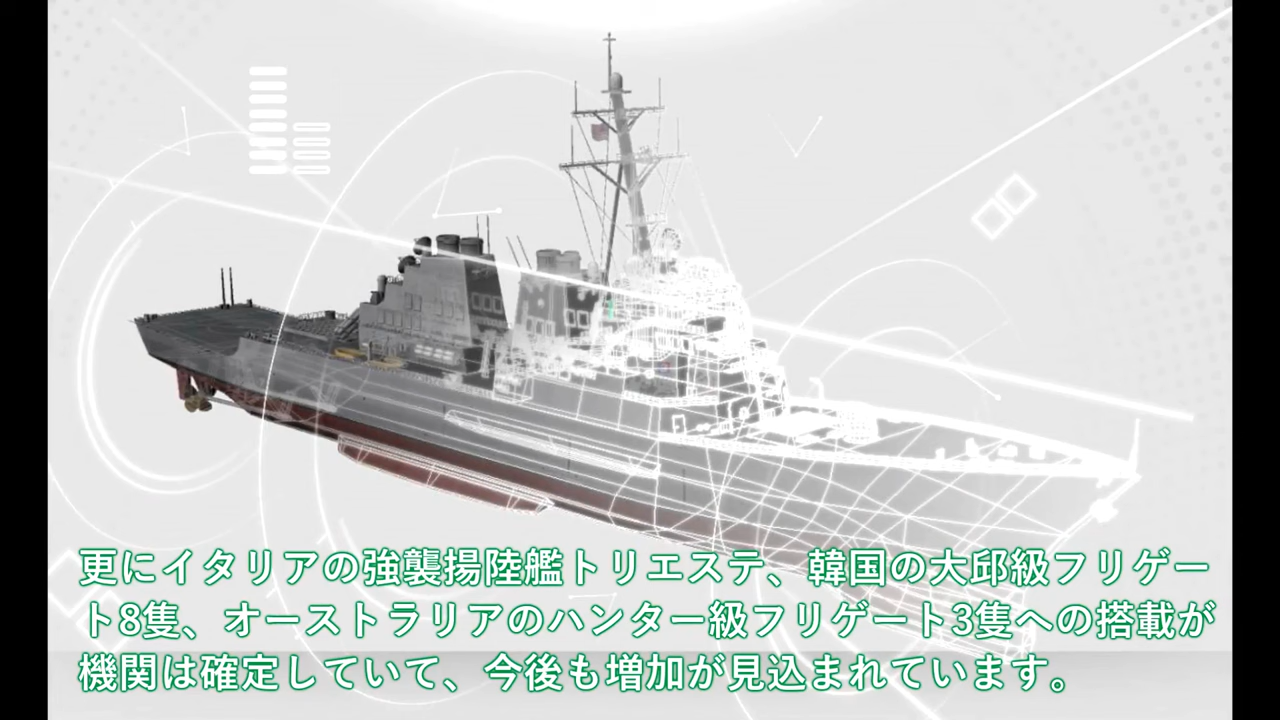 更にイタリアの強襲揚陸艦トリエステ、韓国の大邱級フリゲー
ト8隻、オーストラリアのハンター級フリゲート3隻への搭載が
機関は確定していて、今後も増加が見込まれています。